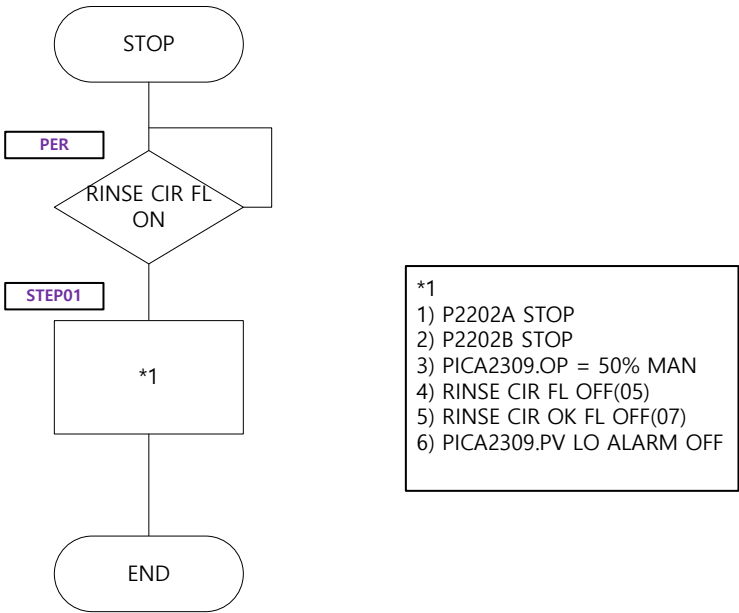 STOP
PER
RINSE CIR FL
ON
STEP01
*1
*1
1) P2202A STOP
2) P2202B STOP
3) PICA2309.OP = 50% MAN
4) RINSE CIR FL OFF(05)
5) RINSE CIR OK FL OFF(07)
6) PICA2309.PV LO ALARM OFF
END